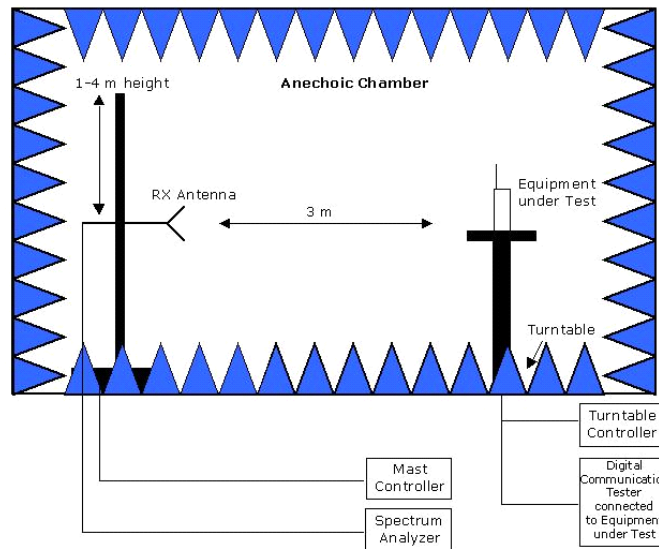 1-4 m height
Anechoic Chamber
RX Antenna
3 m
Equipment
under Test
Turntable
Turntable
Controller
Mast
Controller
Spectrum
Analyzer
Digital
Communicatio
Tester
connected
to Equipment
under Test